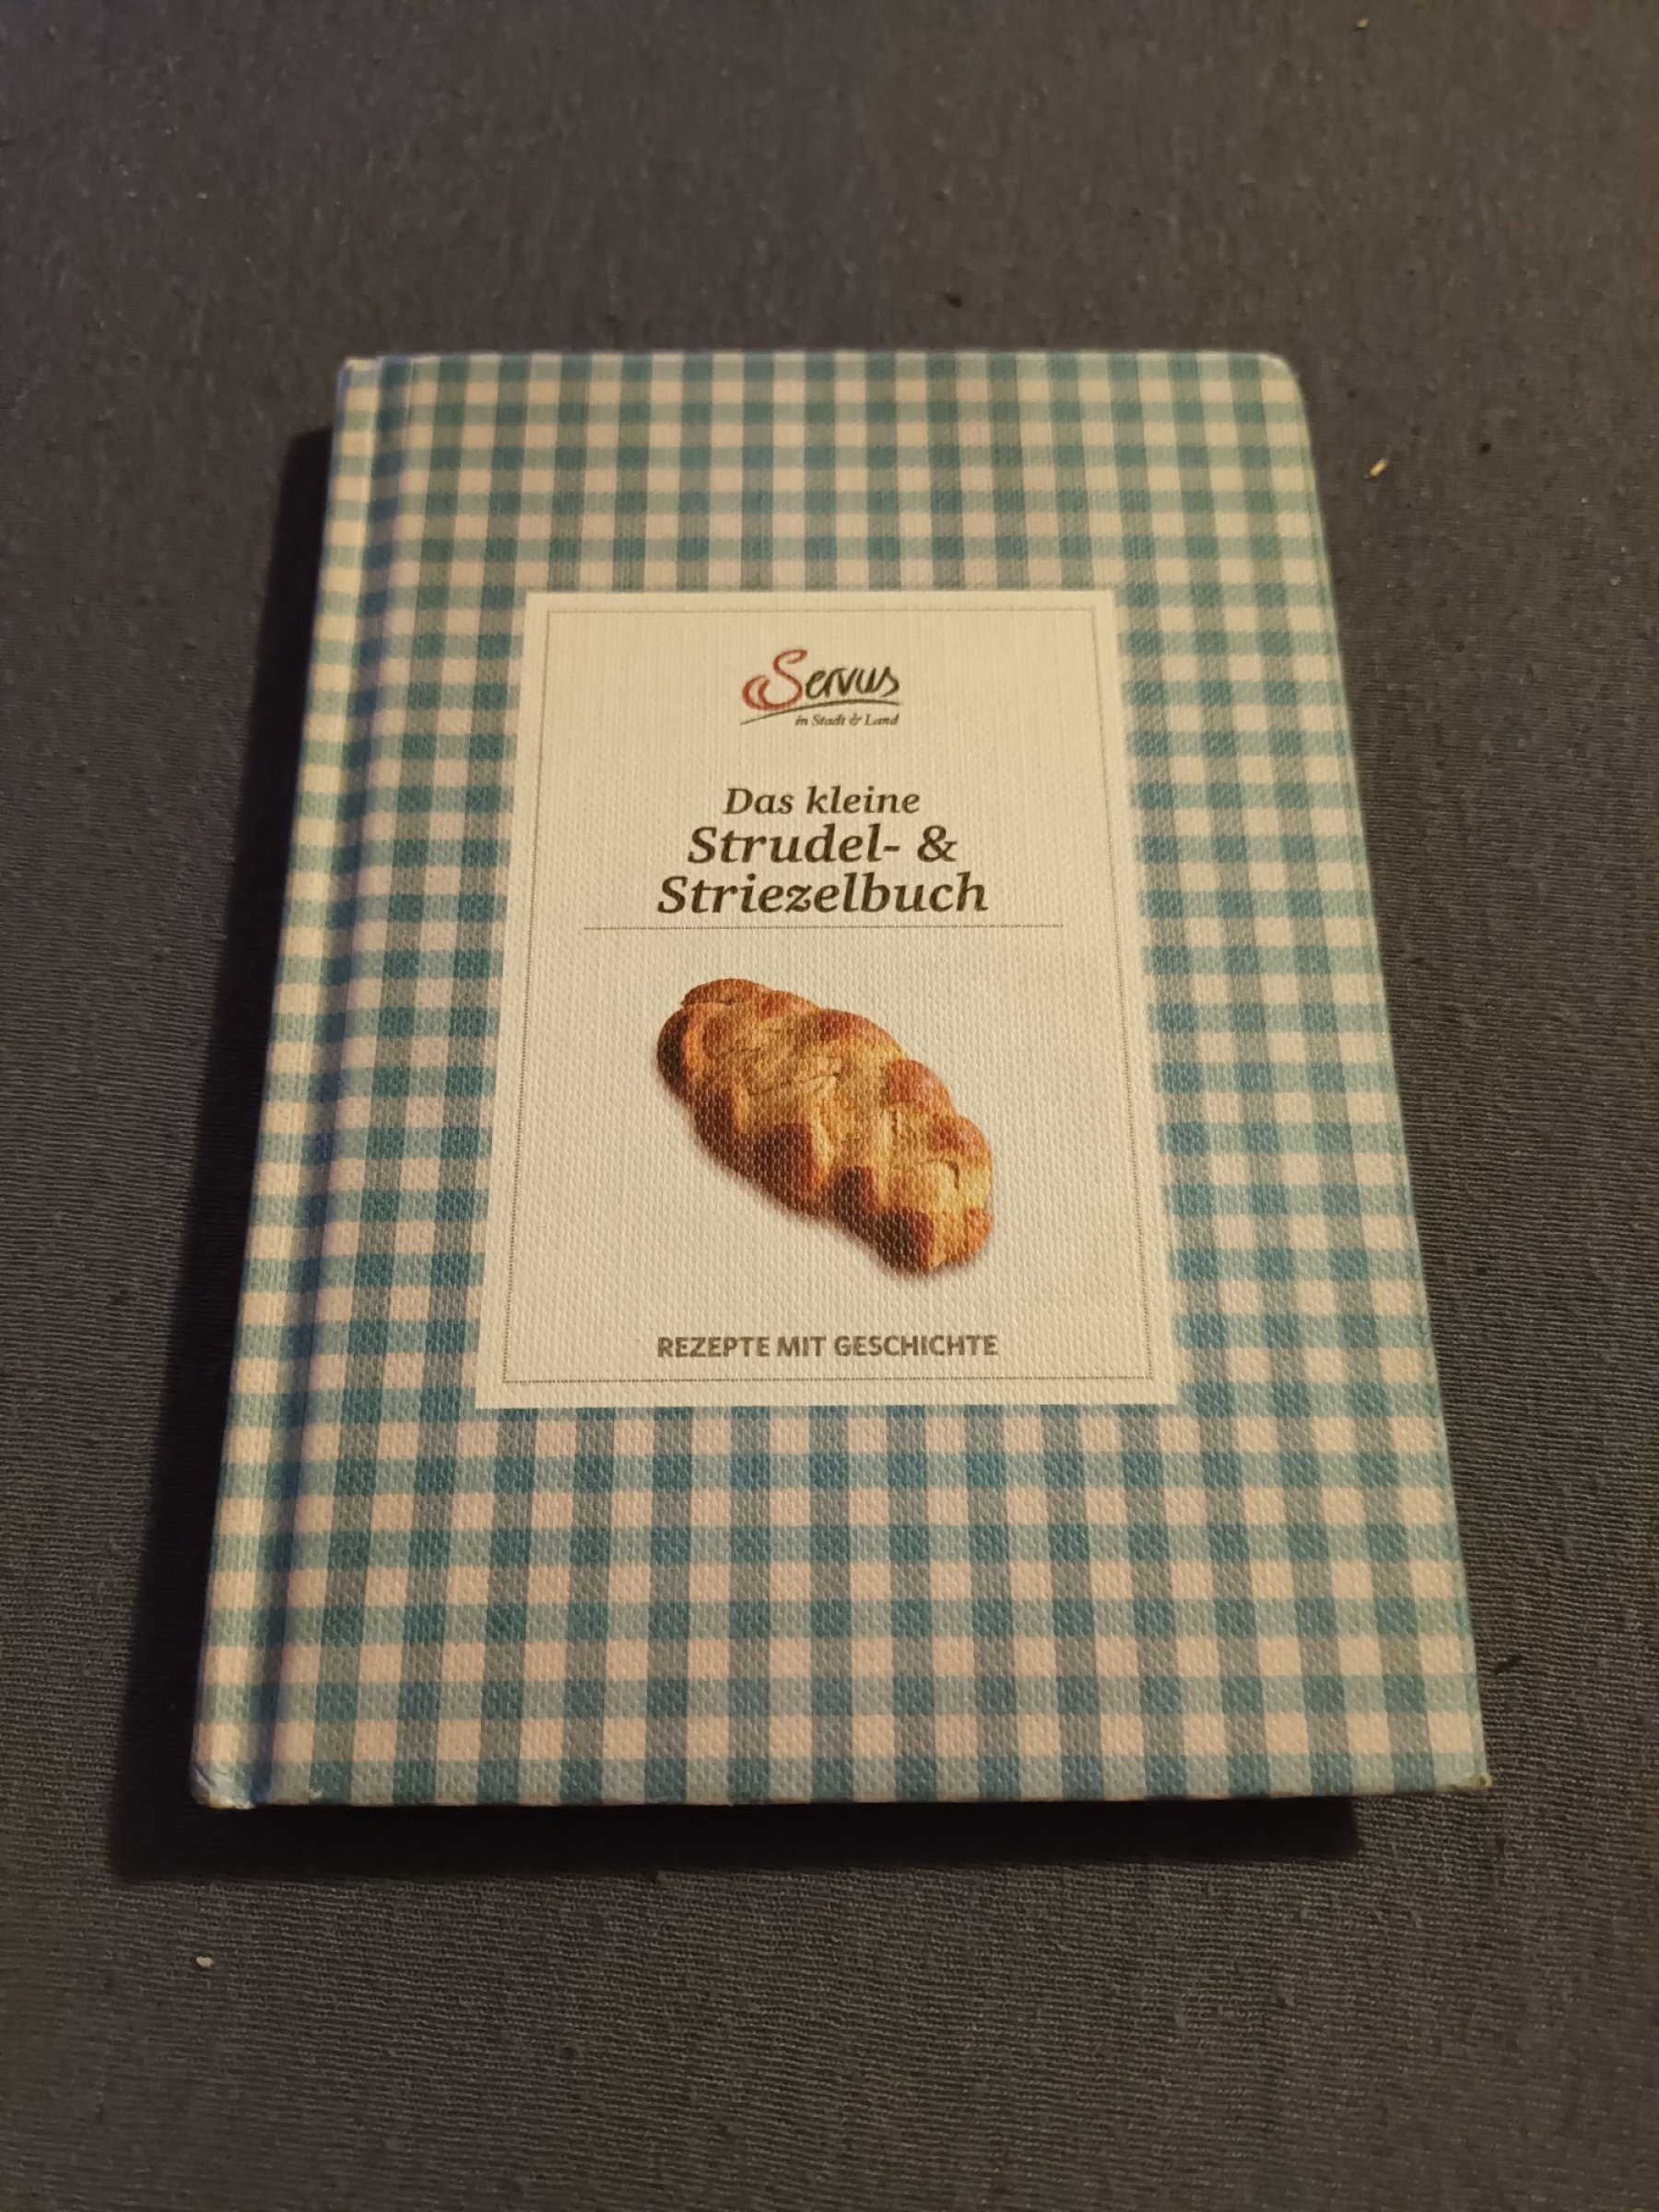 Servus
in Stadt & Land
Das kleine
Strudel- &
Striezelbuch
REZEPTE MIT GESCHICHTE